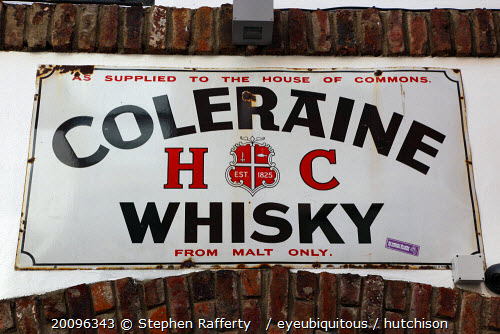 AS SUPPLIED TO THE HOUSE OF COMMONS.
COLERAINE
H C
EST. 1825
WHISKY
FROM MALT ONLY.
20096343 © Stephen Rafferty / eyeubiquitous / hutchison